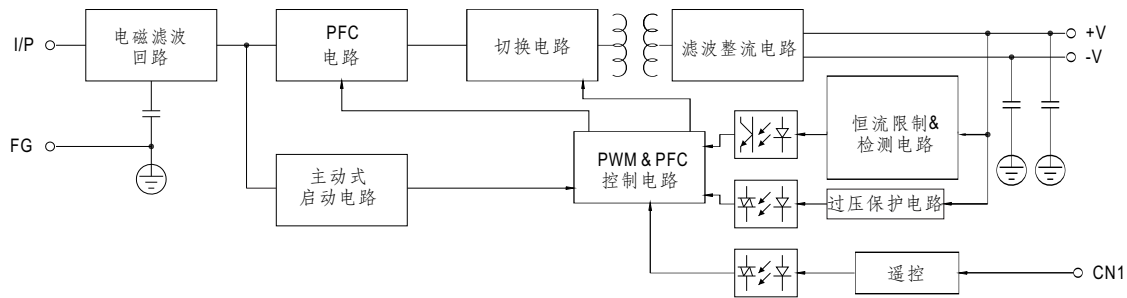 I/P
电磁滤波
回路
PFC
电路
切换电路
滤波整流电路
+V
-V
FG
主动式
启动电路
PWM & PFC
控制电路
恒流限制&
检测电路
过压保护电路
遥控
CN1